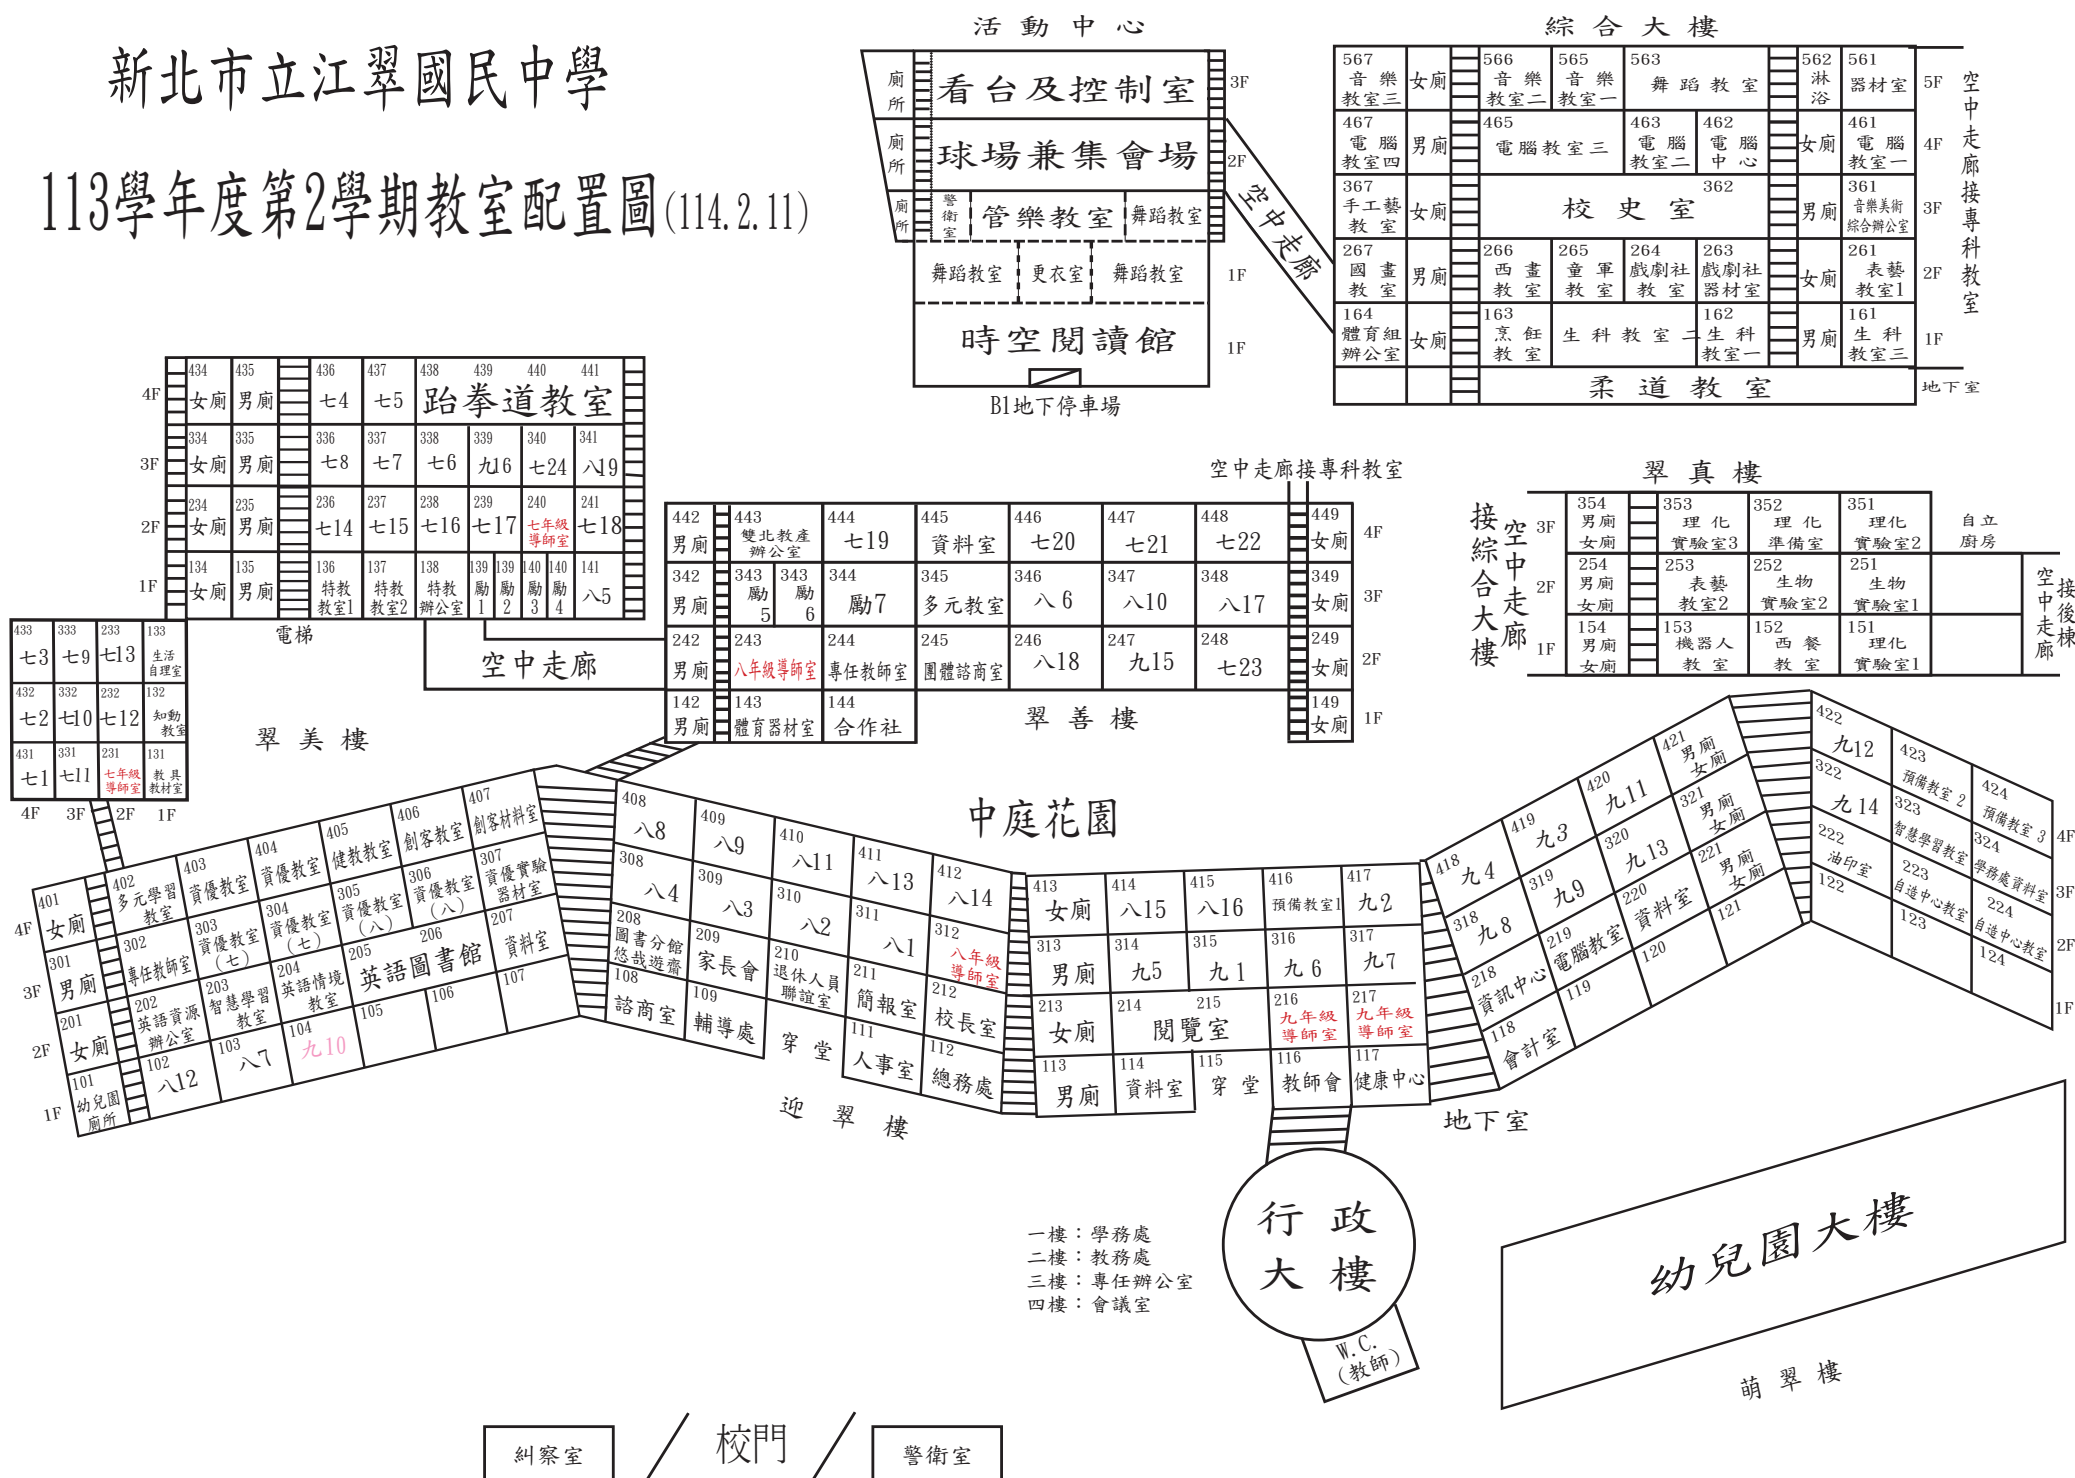 新北市立江翠國民中學
113學年度第2學期教室配置圖(114.2.11)
活動中心
廁所 看台及控制室 3F
廁所 球場兼集會場 2F
廁所 警衛室 管樂教室 舞蹈教室
舞蹈教室 更衣室 舞蹈教室 1F
時空閱讀館 1F
B1地下停車場
空中走廊
綜合大樓
567 音樂教室三 女廁 566 音樂教室二 565 音樂教室一 563 舞蹈教室 562 淋浴 561 器材室 5F
467 電腦教室四 男廁 465 電腦教室三 463 電腦教室二 462 電腦中心 女廁 461 電腦教室一 4F
367 手工藝教室 女廁 校史室 362 男廁 361 音樂美術綜合辦公室 3F
267 國畫教室 男廁 266 西畫教室 265 童軍教室 264 戲劇社教室 263 戲劇社器材室 女廁 261 表藝教室1 2F
164 體育組辦公室 女廁 163 烹飪教室 生科教室二 162 生科教室一 男廁 161 生科教室三 1F
柔道教室 地下室
空中走廊接專科教室
4F 434 女廁 435 男廁 436 七4 437 七5 438 439 440 441 跆拳道教室
3F 334 女廁 335 男廁 336 七8 337 七7 338 七6 339 九16 340 七24 341 八19
2F 234 女廁 235 男廁 236 七14 237 七15 238 七16 239 七17 240 七年級導師室 241 七18
1F 134 女廁 135 男廁 136 特教教室1 137 特教教室2 138 特教辦公室 139 勵1 139 勵2 140 勵3 140 勵4 141 八5
電梯
433 七3 333 七9 233 七13 133 生活自理室
432 七2 332 七10 232 七12 132 知動教室
431 七1 331 七11 231 七年級導師室 131 教具教材室
4F 3F 2F 1F
翠美樓
空中走廊
空中走廊接專科教室
442 男廁 443 雙北教產辦公室 444 七19 445 資料室 446 七20 447 七21 448 七22 449 女廁 4F
342 男廁 343 勵5 343 勵6 344 勵7 345 多元教室 346 八6 347 八10 348 八17 349 女廁 3F
242 男廁 243 八年級導師室 244 專任教師室 245 團體諮商室 246 八18 247 九15 248 七23 249 女廁 2F
142 男廁 143 體育器材室 144 合作社 149 女廁 1F
翠善樓
翠真樓
接綜合大樓
空中走廊
3F 354 男廁 女廁 353 理化實驗室3 352 理化準備室 351 理化實驗室2 自立廚房
2F 254 男廁 女廁 253 表藝教室2 252 生物實驗室2 251 生物實驗室1
1F 154 男廁 女廁 153 機器人教室 152 西餐教室 151 理化實驗室1
空中走廊
接後棟
中庭花園
4F 401 女廁 402 多元學習教室 403 資優教室 404 資優教室 405 健教教室 406 創客教室 407 創客材料室
3F 301 男廁 302 專任教師室 303 資優教室(七) 304 資優教室(七) 305 資優教室(八) 306 資優教室(八) 307 資優實驗器材室
2F 201 女廁 202 英語資源辦公室 203 智慧學習教室 204 英語情境教室 205 206 英語圖書館 207 資料室
1F 101 幼兒園廁所 102 八12 103 八7 104 九10 105 106 107
408 八8 409 八9 410 八11 411 八13 412 八14
308 八4 309 八3 310 八2 311 八1 312 八年級導師室
208 圖書分館悠哉遊齋 209 家長會 210 退休人員聯誼室 211 簡報室 212 校長室
108 諮商室 109 輔導處 穿堂 111 人事室 112 總務處
迎翠樓
413 女廁 414 八15 415 八16 416 預備教室1 417 九2
313 男廁 314 九5 315 九1 316 九6 317 九7
213 女廁 214 215 閱覽室 216 九年級導師室 217 九年級導師室
113 男廁 114 資料室 115 穿堂 116 教師會 117 健康中心
418 九4 419 九3 420 九11 421 男廁 女廁
318 九8 319 九9 320 九13 321 男廁 女廁
218 資訊中心 219 電腦教室 220 資料室 221 男廁 女廁
118 會計室 119 120 121
地下室
422 九12 423 預備教室2 424 預備教室3 4F
322 九14 323 智慧學習教室 324 學務處資料室 3F
222 油印室 223 自造中心教室 224 自造中心教室 2F
122 123 124 1F
一樓：學務處
二樓：教務處
三樓：專任辦公室
四樓：會議室
行政大樓
W.C.
(教師)
幼兒園大樓
萌翠樓
糾察室 校門 警衛室